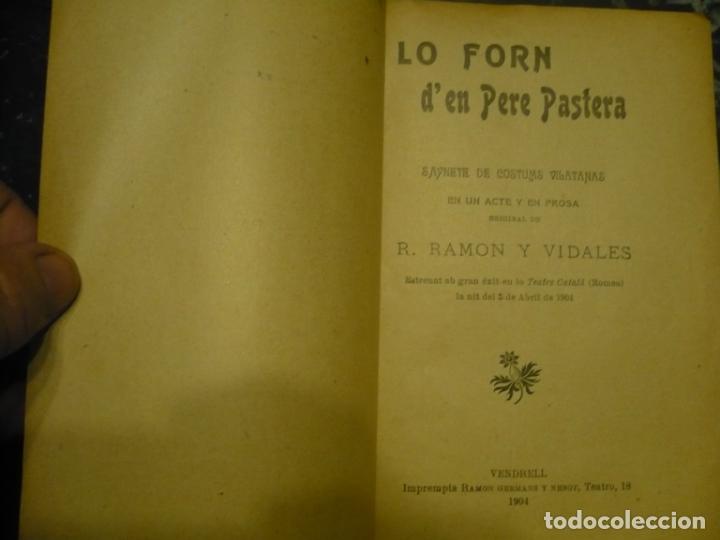 LO FORN
d'en Pere Pastera
SAYNETE DE COSTUMS VILATANAS
EN UN ACTE Y EN PROSA
ORIGINAL DE
R. RAMON Y VIDALES
Estrenat ab gran éxit en lo Teatre Català (Romea)
la nit del 5 de Abril de 1904
VENDRELL
Imprempta RAMON GERMANS Y NEBOT, Teatro, 18
1904
todocoleccion.net